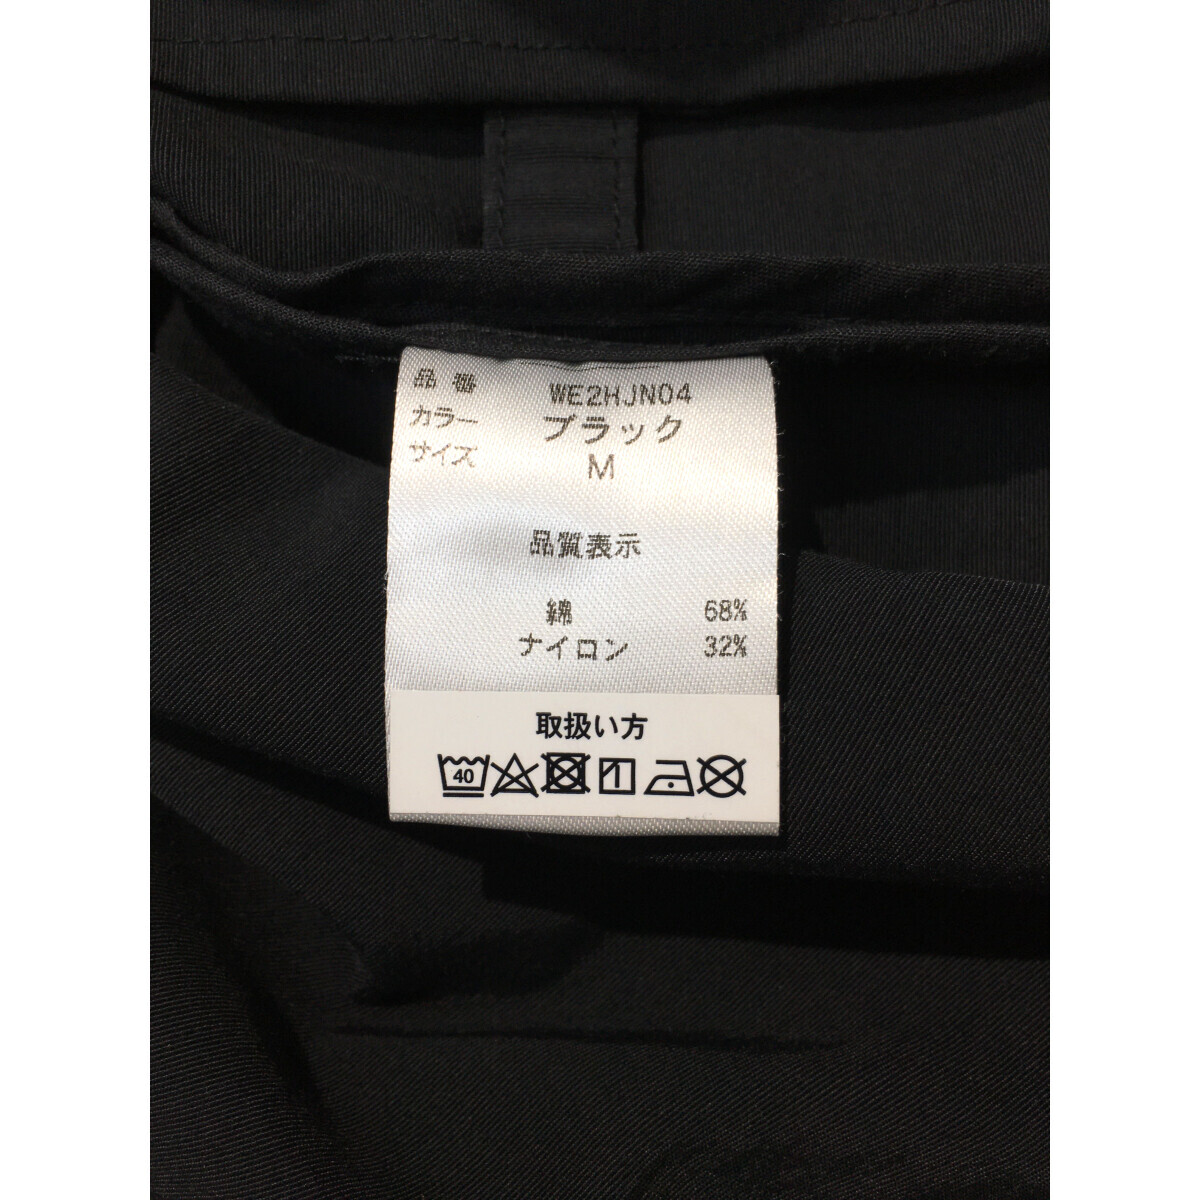 品番 WE2HJN04
カラー ブラック
サイズ M
品質表示
綿 68%
ナイロン 32%
取扱い方
40